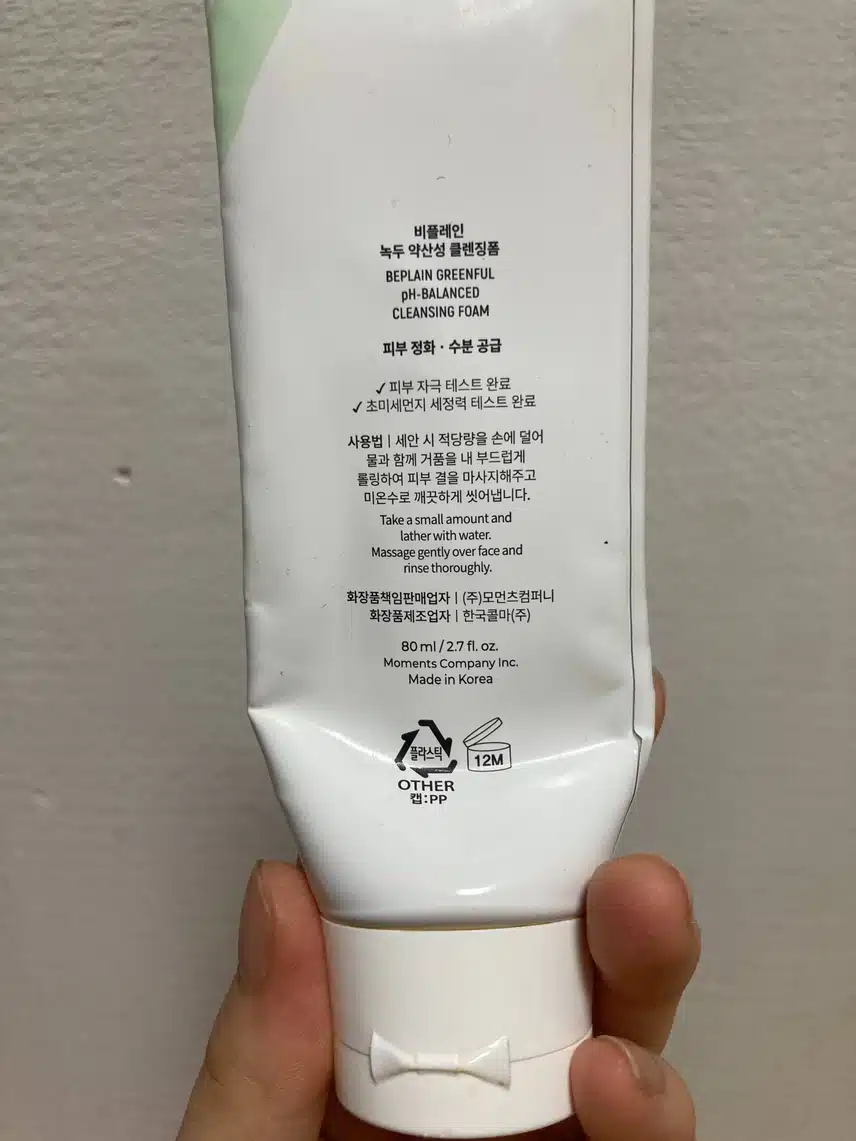 비플레인
녹두 약산성 클렌징폼
BEPLAIN GREENFUL
pH-BALANCED
CLEANSING FOAM
피부 정화 · 수분 공급
✓ 피부 자극 테스트 완료
✓ 초미세먼지 세정력 테스트 완료
사용법 | 세안 시 적당량을 손에 덜어
물과 함께 거품을 내 부드럽게
롤링하여 피부 결을 마사지해주고
미온수로 깨끗하게 씻어냅니다.
Take a small amount and
lather with water.
Massage gently over face and
rinse thoroughly.
화장품책임판매업자 | (주)모먼츠컴퍼니
화장품제조업자 | 한국콜마(주)
80 ml / 2.7 fl. oz.
Moments Company Inc.
Made in Korea
플라스틱
12M
OTHER
캡:PP